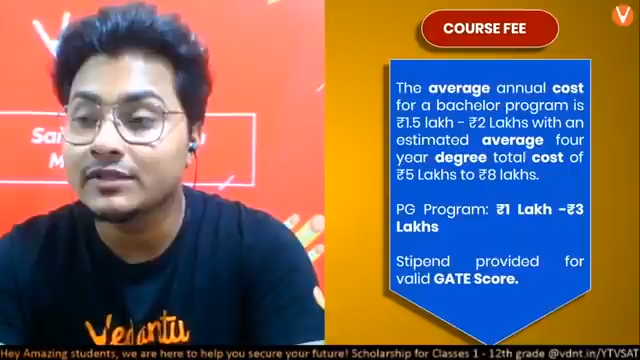 COURSE FEE
The average annual cost
for a bachelor program is
₹1.5 lakh - ₹2 Lakhs with an
estimated average four
year degree total cost of
₹5 Lakhs to ₹8 lakhs.
PG Program: ₹1 Lakh -₹3
Lakhs
Stipend provided for
valid GATE Score.
Vedantu
Hey Amazing students, we are here to help you secure your future! Scholarship for Classes 1 - 12th grade @vdnt.in/YTVSAT